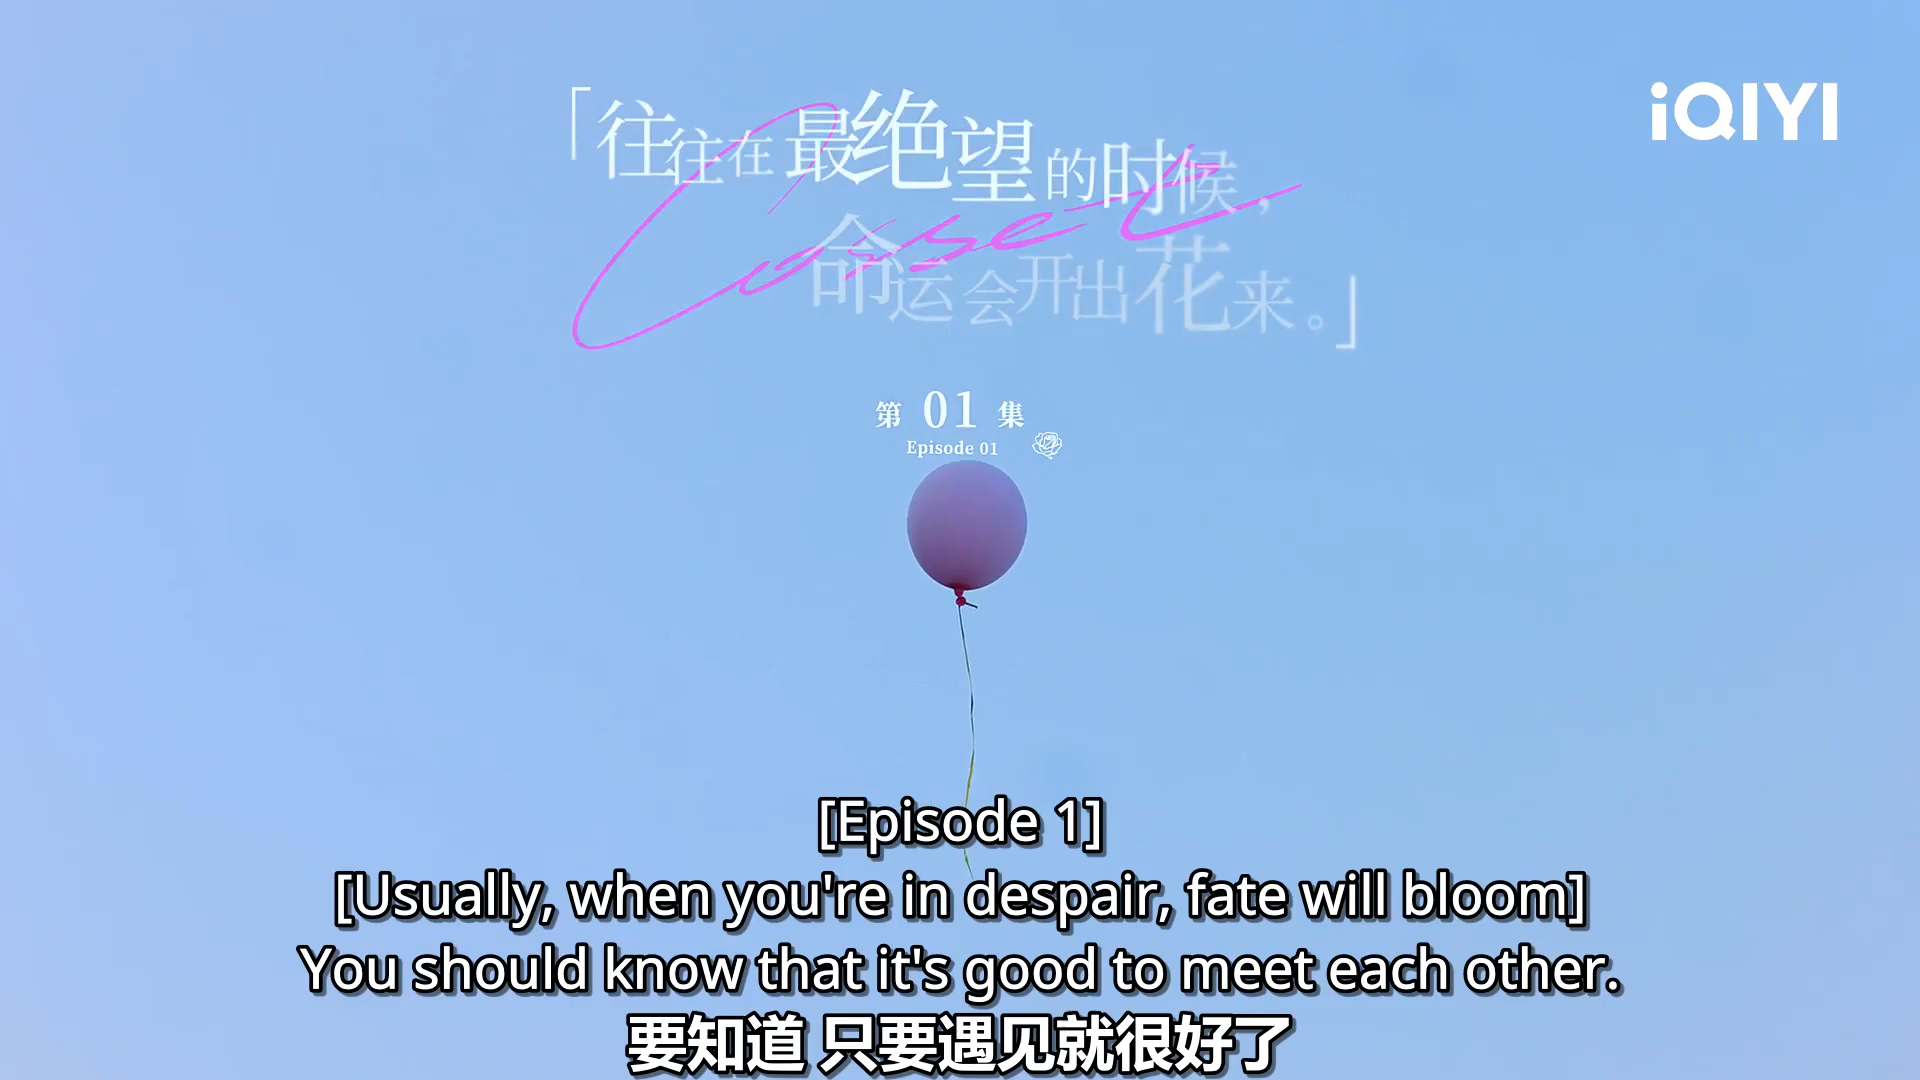 iQIYI
「往往在最绝望的时候，
命运会开出花来。」
Cosset
第 01 集
Episode 01
[Episode 1]
[Usually, when you're in despair, fate will bloom]
You should know that it's good to meet each other.
要知道 只要遇见就很好了